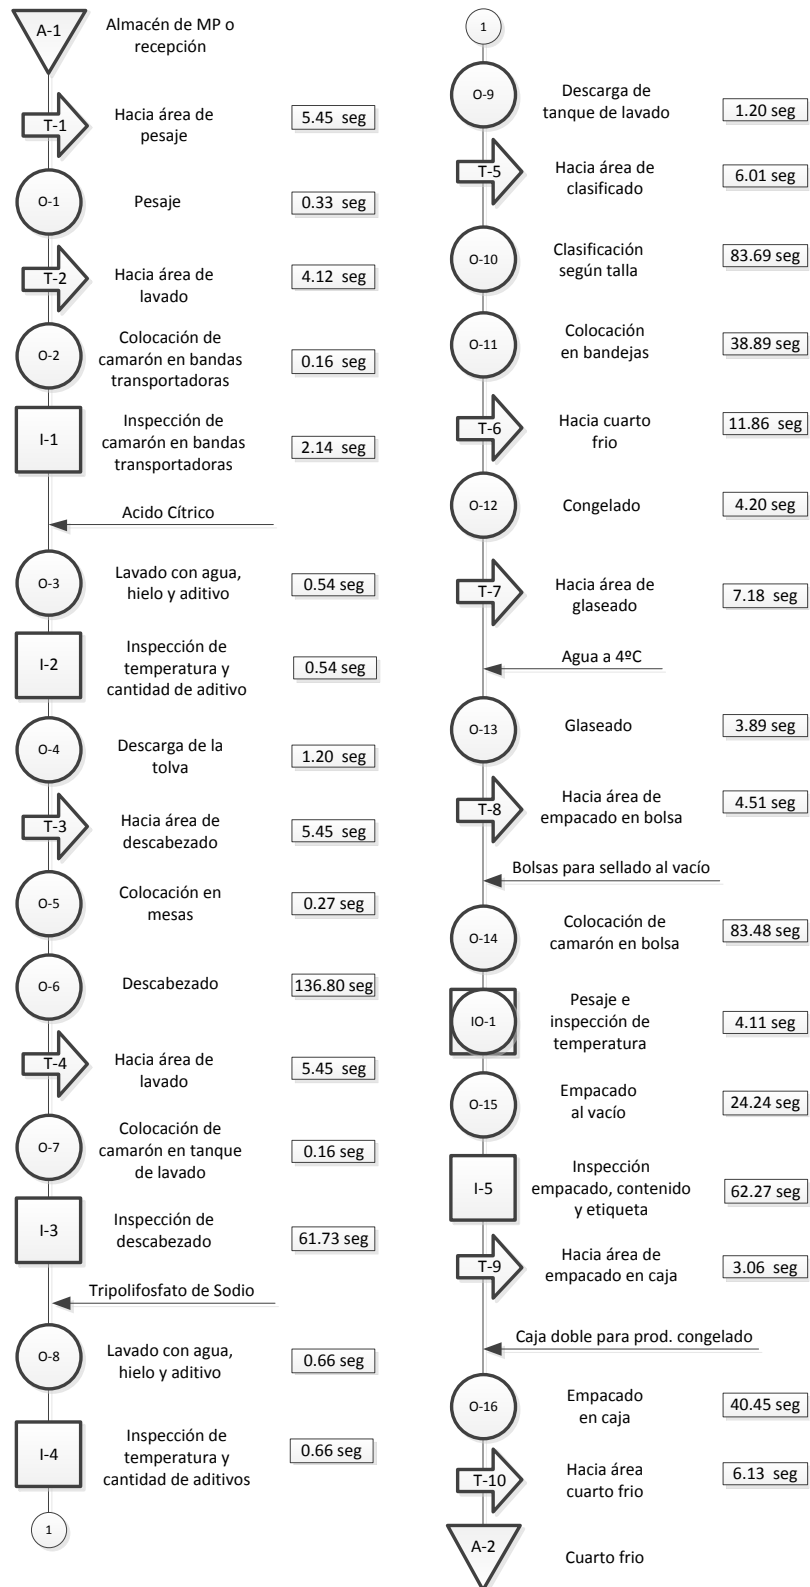 A-1
Almacén de MP o
recepción
T-1
Hacia área de
pesaje
5.45 seg
O-1
Pesaje
0.33 seg
T-2
Hacia área de
lavado
4.12 seg
O-2
Colocación de
camarón en bandas
transportadoras
0.16 seg
I-1
Inspección de
camarón en bandas
transportadoras
2.14 seg
Acido Cítrico
O-3
Lavado con agua,
hielo y aditivo
0.54 seg
I-2
Inspección de
temperatura y
cantidad de aditivo
0.54 seg
O-4
Descarga de la
tolva
1.20 seg
T-3
Hacia área de
descabezado
5.45 seg
O-5
Colocación en
mesas
0.27 seg
O-6
Descabezado
136.80 seg
T-4
Hacia área de
lavado
5.45 seg
O-7
Colocación de
camarón en tanque
de lavado
0.16 seg
I-3
Inspección de
descabezado
61.73 seg
Tripolifosfato de Sodio
O-8
Lavado con agua,
hielo y aditivo
0.66 seg
I-4
Inspección de
temperatura y
cantidad de aditivos
0.66 seg
1
1
O-9
Descarga de
tanque de lavado
1.20 seg
T-5
Hacia área de
clasificado
6.01 seg
O-10
Clasificación
según talla
83.69 seg
O-11
Colocación
en bandejas
38.89 seg
T-6
Hacia cuarto
frio
11.86 seg
O-12
Congelado
4.20 seg
T-7
Hacia área de
glaseado
7.18 seg
Agua a 4ºC
O-13
Glaseado
3.89 seg
T-8
Hacia área de
empacado en bolsa
4.51 seg
Bolsas para sellado al vacío
O-14
Colocación de
camarón en bolsa
83.48 seg
IO-1
Pesaje e
inspección de
temperatura
4.11 seg
O-15
Empacado
al vacío
24.24 seg
I-5
Inspección
empacado, contenido
y etiqueta
62.27 seg
T-9
Hacia área de
empacado en caja
3.06 seg
Caja doble para prod. congelado
O-16
Empacado
en caja
40.45 seg
T-10
Hacia área
cuarto frio
6.13 seg
A-2
Cuarto frio